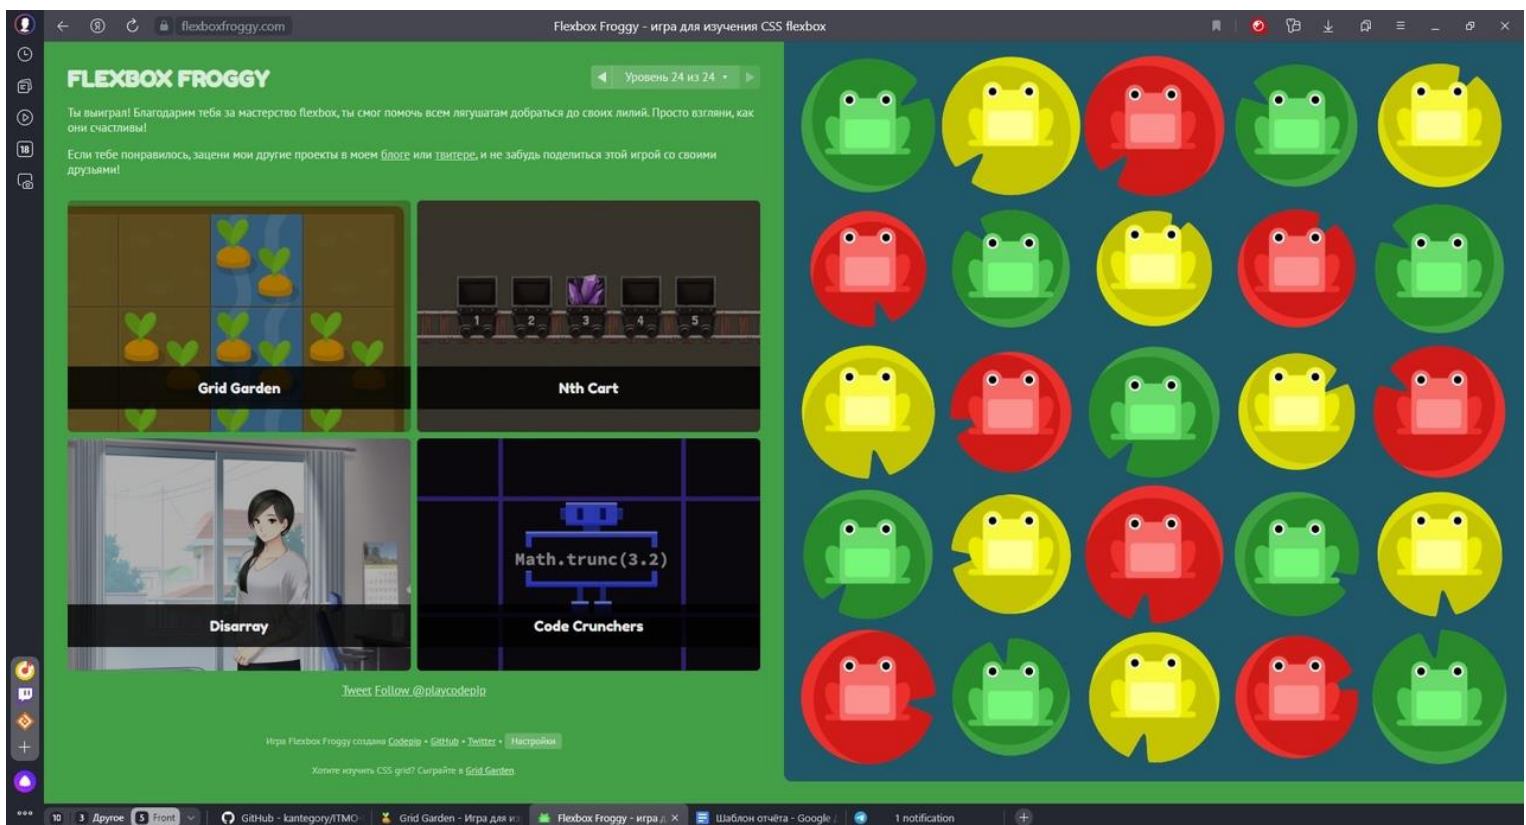 flexboxfroggy.com
Flexbox Froggy - игра для изучения CSS flexbox
FLEXBOX FROGGY
Уровень 24 из 24
Ты выиграл! Благодарим тебя за мастерство flexbox, ты смог помочь всем лягушатам добраться до своих лилий. Просто взгляни, как
они счастливы!
Если тебе понравилось, зацени мои другие проекты в моем блоге или твитере, и не забудь поделиться этой игрой со своими
друзьями!
1 2 3 4 5
Grid Garden
Nth Cart
Math.trunc(3.2)
Disarray
Code Crunchers
Tweet Follow @playcodepip
Игра Flexbox Froggy создана Codepip • GitHub • Twitter • Настройки
Хотите изучить CSS grid? Сыграйте в Grid Garden.
18
10 3 Другое 5 Front GitHub - kantegory/ITMO- Grid Garden - Игра для из Flexbox Froggy - игра д Шаблон отчёта - Google 1 notification